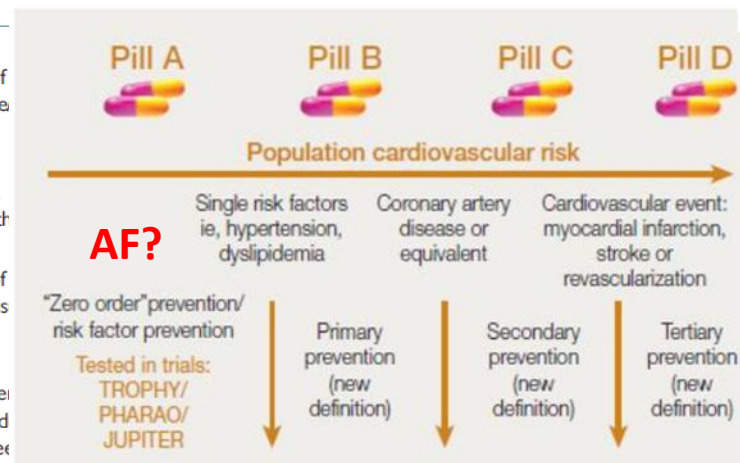 Pill A
Pill B
Pill C
Pill D
Population cardiovascular risk
AF?
"Zero order"prevention/
risk factor prevention
Tested in trials:
TROPHY/
PHARAO/
JUPITER
Single risk factors
ie, hypertension,
dyslipidemia
Primary
prevention
(new
definition)
Coronary artery
disease or
equivalent
Secondary
prevention
(new
definition)
Cardiovascular event:
myocardial infarction,
stroke or
revascularization
Tertiary
prevention
(new
definition)